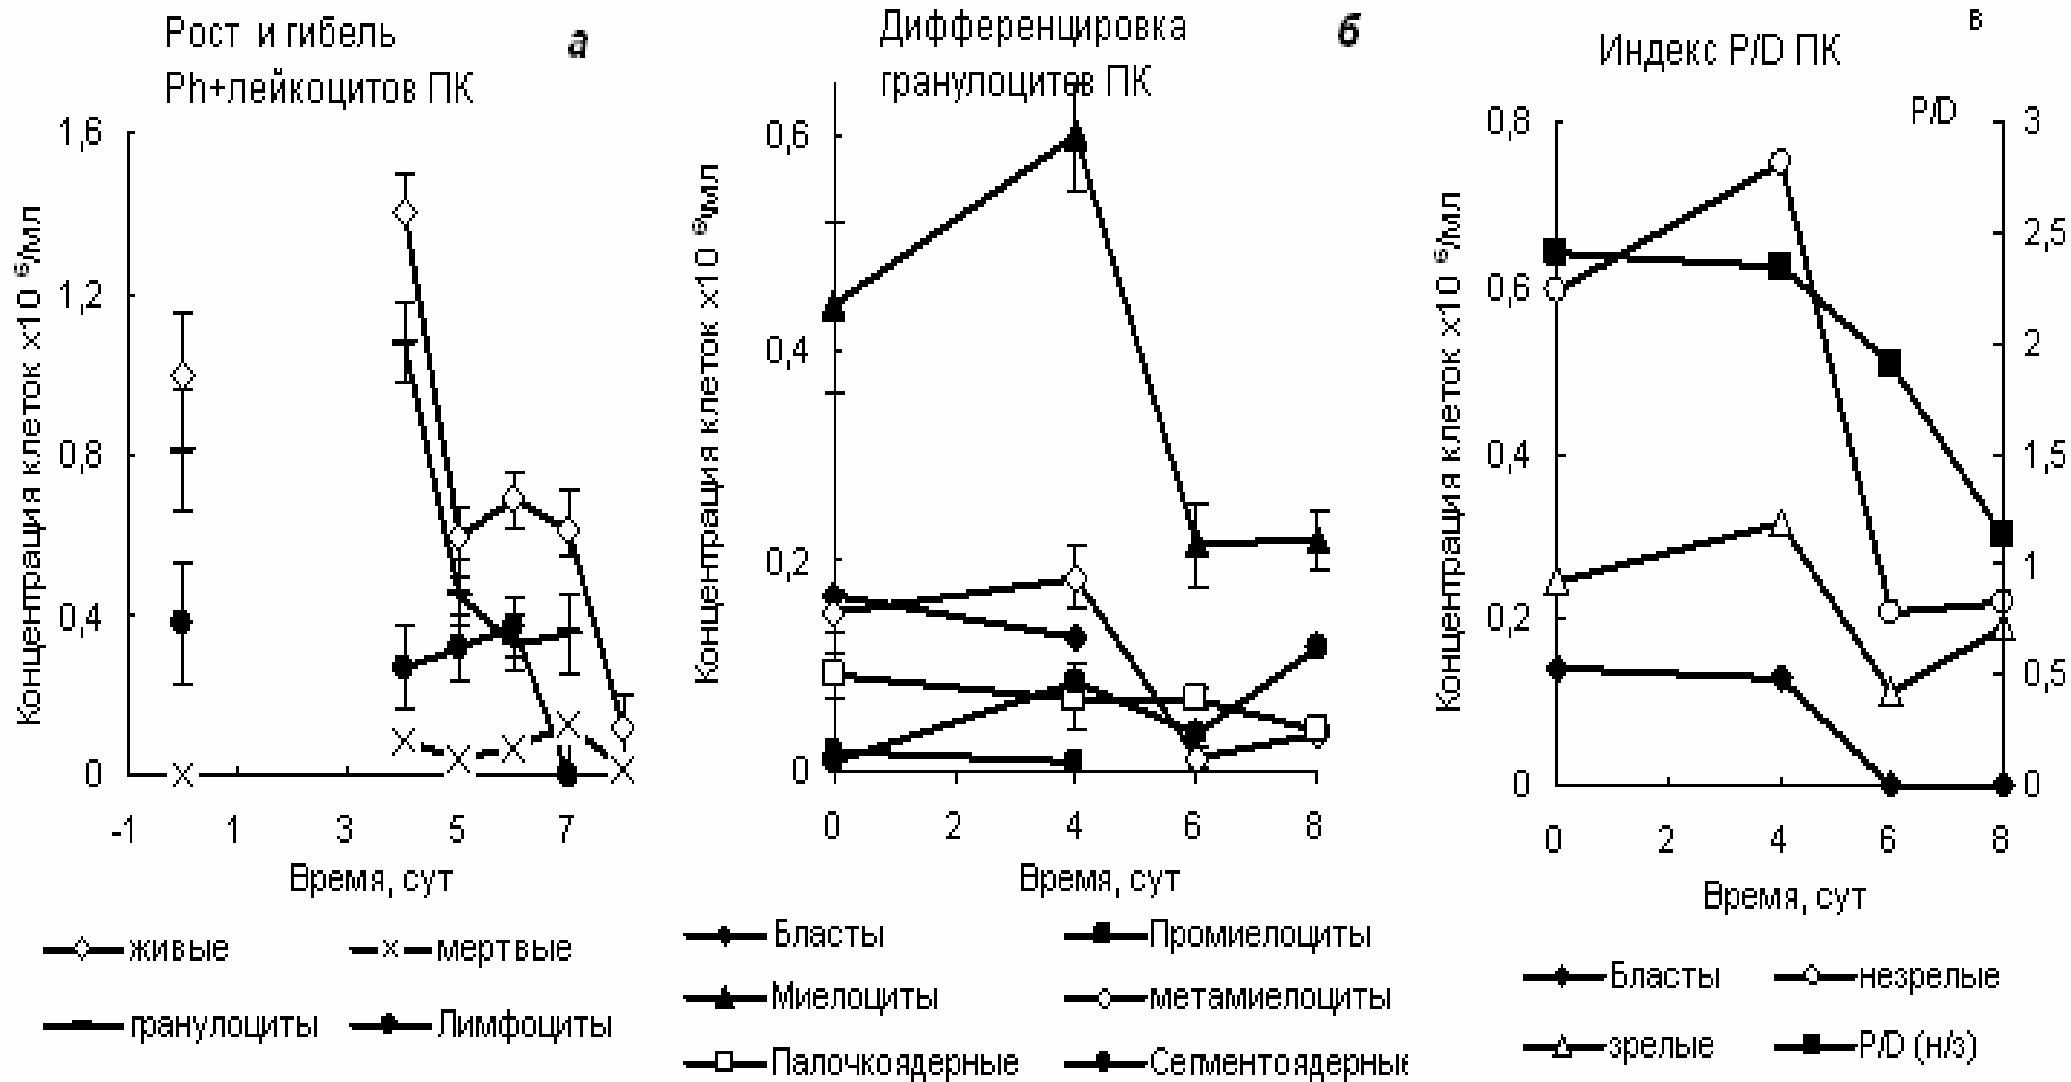 Рост и гибель
Ph+лейкоцитов ПК
а
Концентрация клеток x10 6/мл
1,6
1,2
0,8
0,4
0
-1
1
3
5
7
Время, сут
живые
мертвые
гранулоциты
Лимфоциты
Дифференцировка
гранулоцитов ПК
б
Концентрация клеток x10 6/мл
0,6
0,4
0,2
0
0
2
4
6
8
Время, сут
Бласты
Промиелоциты
Миелоциты
метамиелоциты
Палочкоядерные
Сегментоядерные
в
Индекс P/D ПК
P/D
Концентрация клеток x10 6/мл
0,8
0,6
0,4
0,2
0
3
2,5
2
1,5
1
0,5
0
0
2
4
6
8
Время, сут
Бласты
незрелые
зрелые
P/D (н/з)